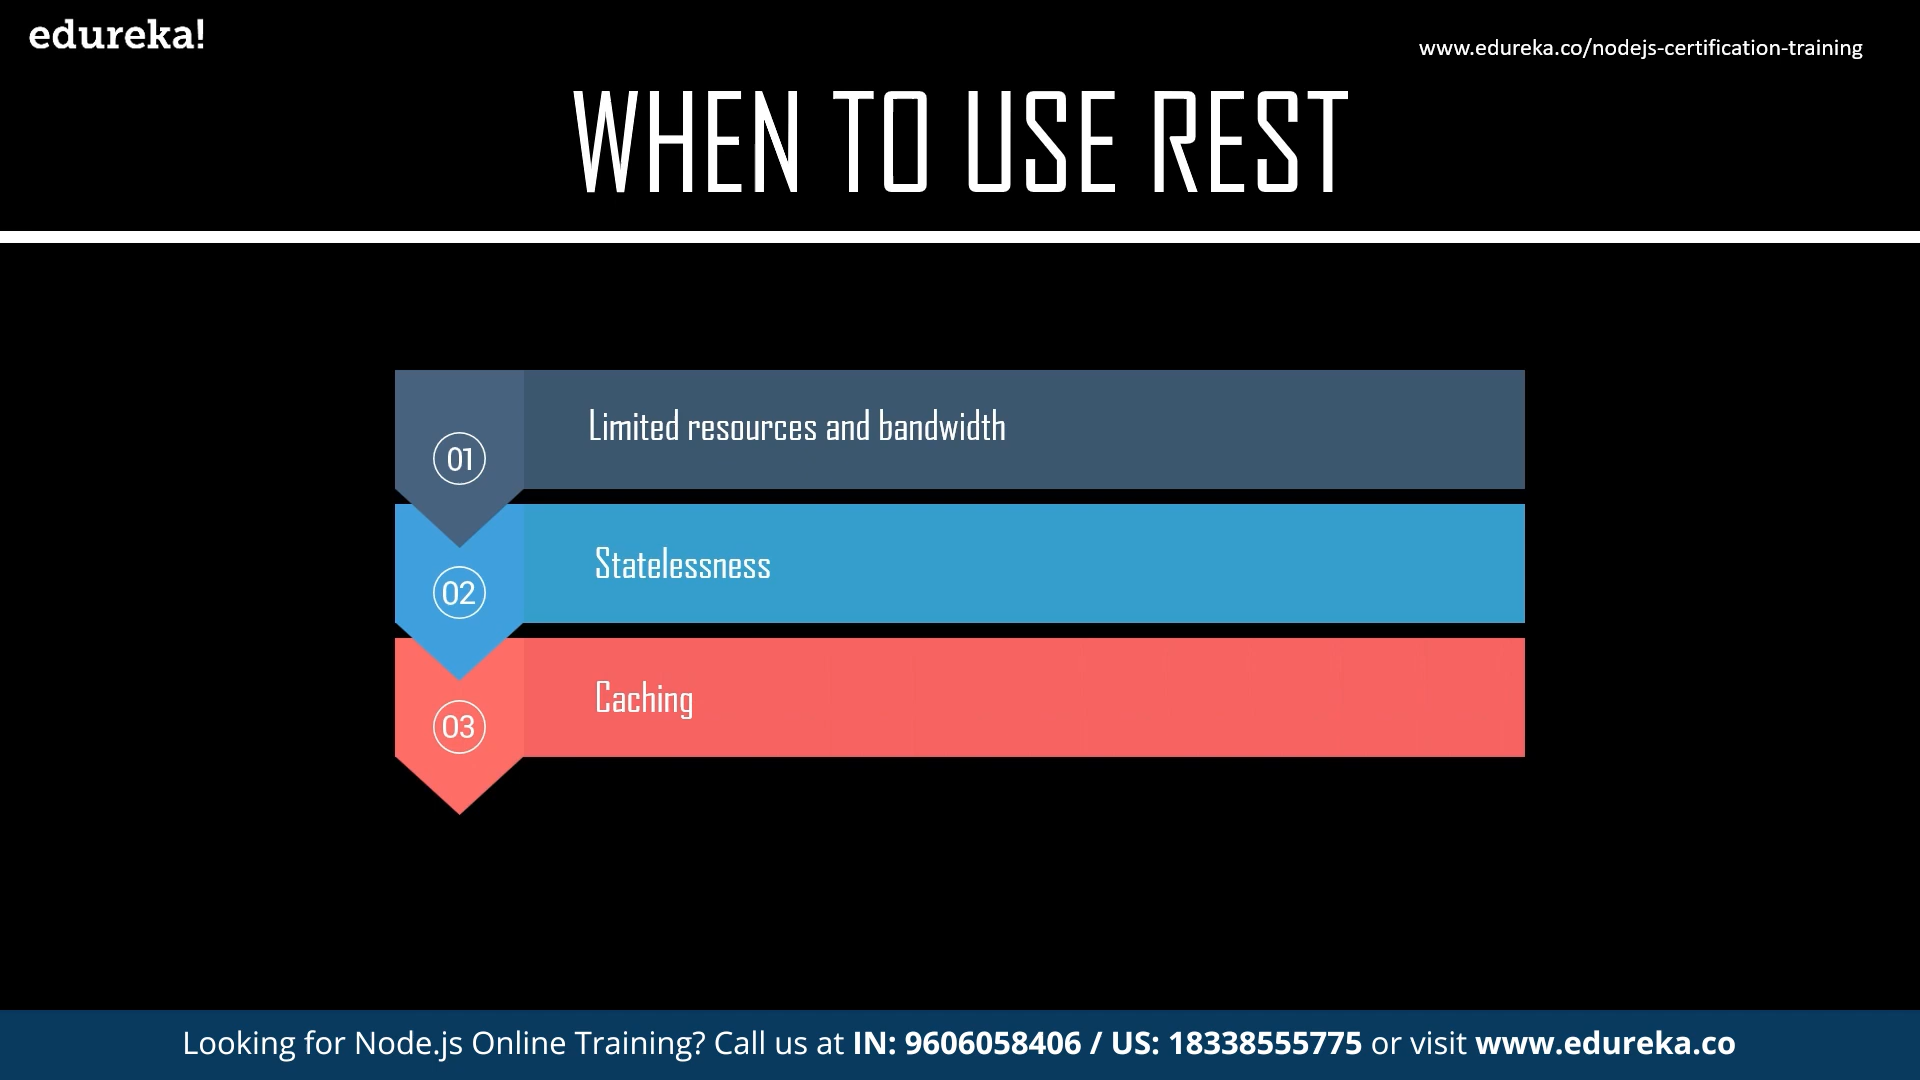 edureka!
www.edureka.co/nodejs-certification-training
WHEN TO USE REST
01
Limited resources and bandwidth
02
Statelessness
03
Caching
Looking for Node.js Online Training? Call us at IN: 9606058406 / US: 18338555775 or visit www.edureka.co